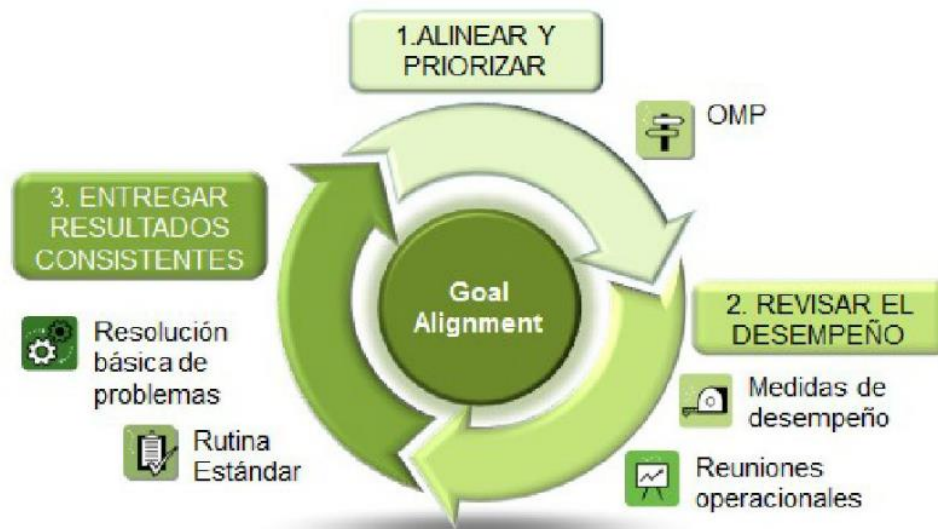 1.ALINEAR Y
PRIORIZAR
OMP
3. ENTREGAR
RESULTADOS
CONSISTENTES
Goal
Alignment
2. REVISAR EL
DESEMPEÑO
Resolución
básica de
problemas
Medidas de
desempeño
Rutina
Estándar
Reuniones
operacionales